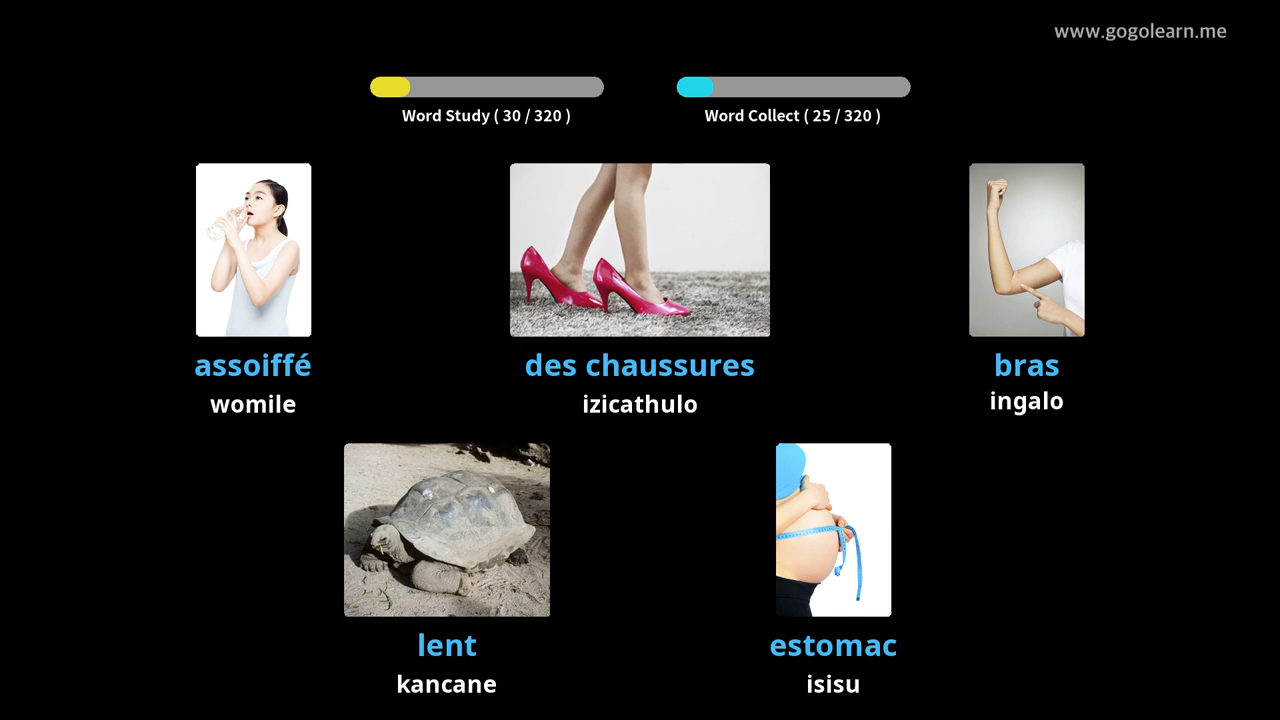 www.gogolearn.me
Word Study ( 30 / 320 )
Word Collect ( 25 / 320 )
assoiffé
womile
des chaussures
izicathulo
bras
ingalo
lent
kancane
estomac
isisu